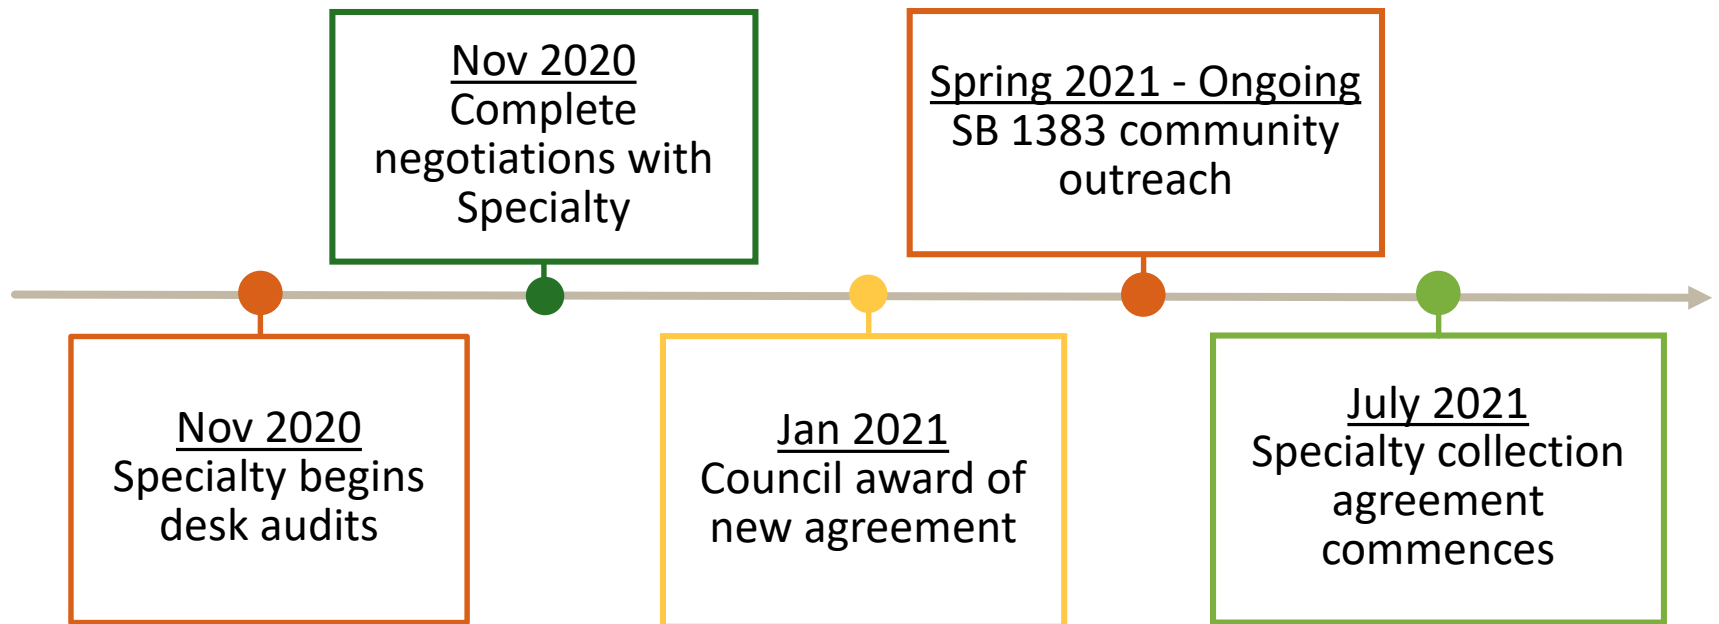 Nov 2020
Specialty begins
desk audits
Nov 2020
Complete
negotiations with
Specialty
Jan 2021
Council award of
new agreement
Spring 2021 - Ongoing
SB 1383 community
outreach
July 2021
Specialty collection
agreement
commences